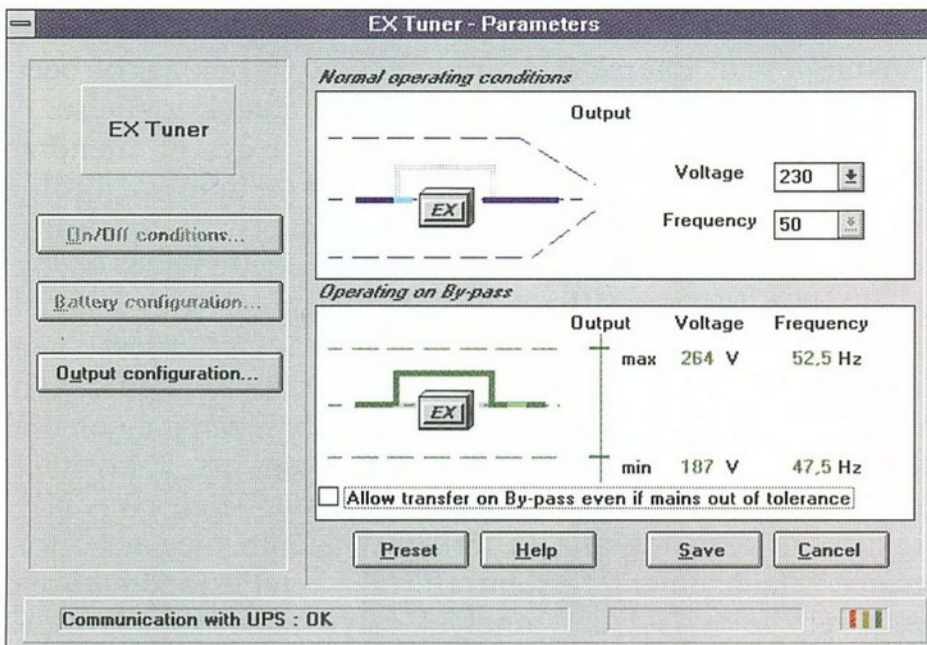 EX Tuner - Parameters
EX Tuner
On/Off conditions...
Battery configuration...
Output configuration...
Normal operating conditions
Output
EX
Voltage 230
Frequency 50
Operating on By-pass
Output Voltage Frequency
max 264 V 52,5 Hz
EX
min 187 V 47,5 Hz
Allow transfer on By-pass even if mains out of tolerance
Preset Help Save Cancel
Communication with UPS : OK